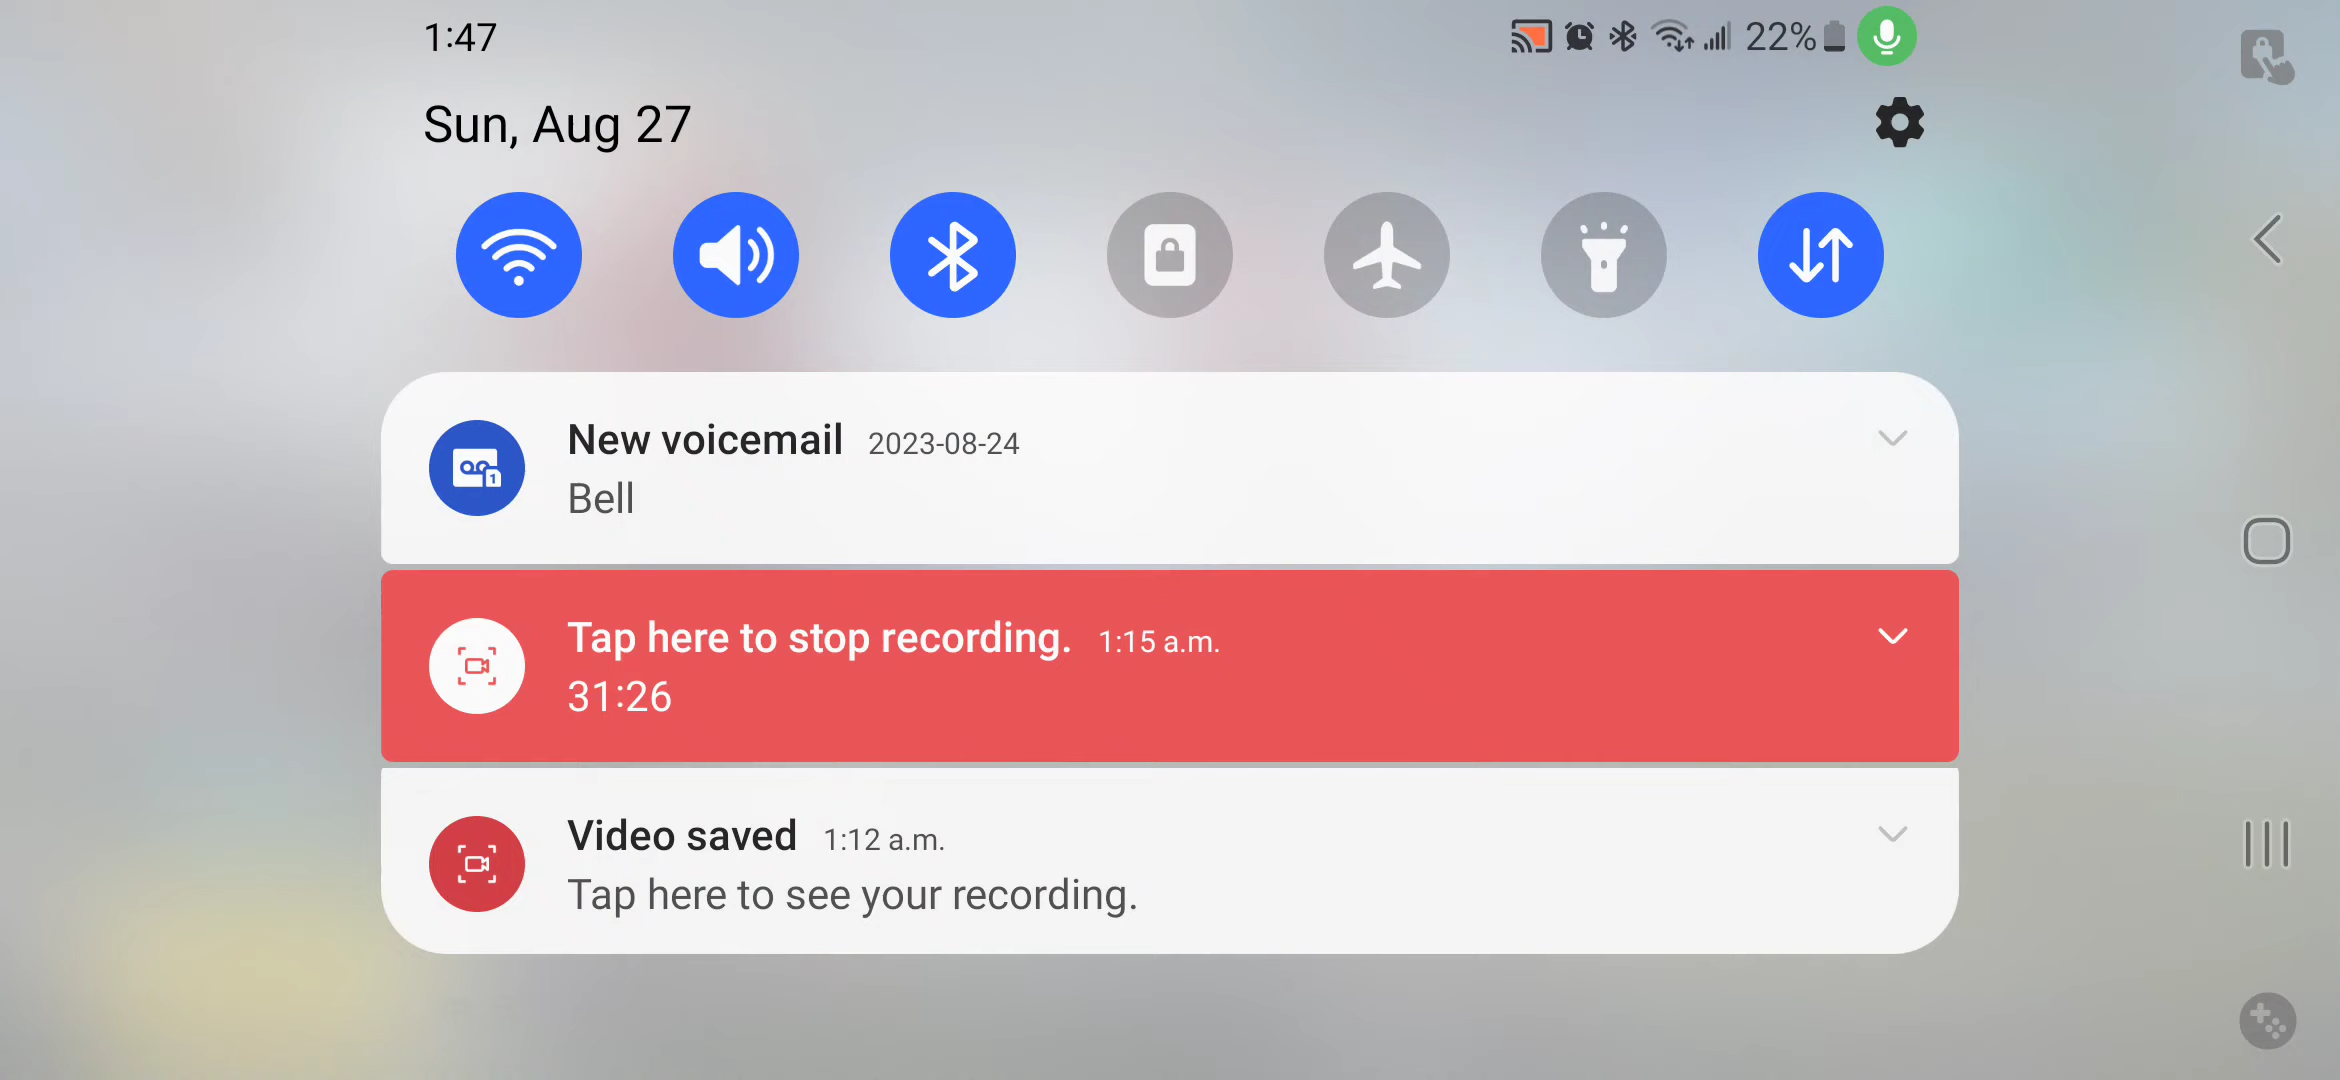 1:47
22%
Sun, Aug 27
New voicemail 2023-08-24
Bell
1
Tap here to stop recording. 1:15 a.m.
31:26
Video saved 1:12 a.m.
Tap here to see your recording.